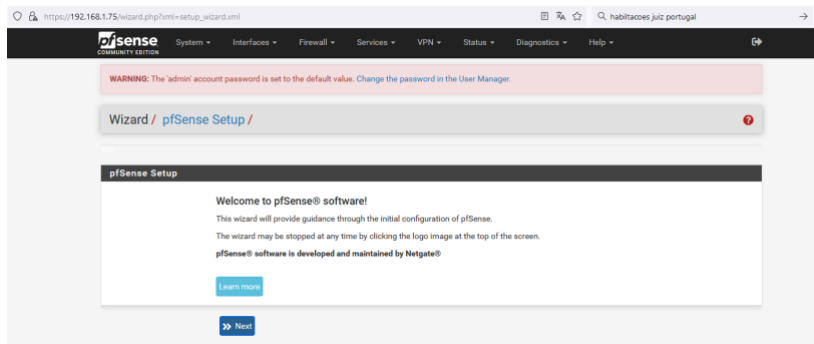 https://192.168.1.75/wizard.php?xml=setup_wizard.xml
habiltacoes juiz portugal
pfsense
COMMUNITY EDITION
System
Interfaces
Firewall
Services
VPN
Status
Diagnostics
Help
WARNING: The 'admin' account password is set to the default value. Change the password in the User Manager.
Wizard / pfSense Setup /
pfSense Setup
Welcome to pfSense® software!
This wizard will provide guidance through the initial configuration of pfSense.
The wizard may be stopped at any time by clicking the logo image at the top of the screen.
pfSense® software is developed and maintained by Netgate®
Learn more
Next